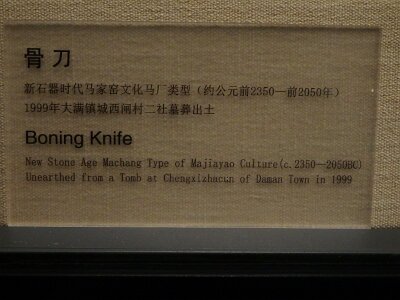 骨刀
新石器时代马家窑文化马厂类型（约公元前2350—前2050年）
1999年大满镇城西闸村二社墓葬出土
Boning Knife
New Stone Age Machang Type of Majiayao Culture(c.2350—2050BC)
Unearthed from a Tomb at Chengxizhacun of Daman Town in 1999